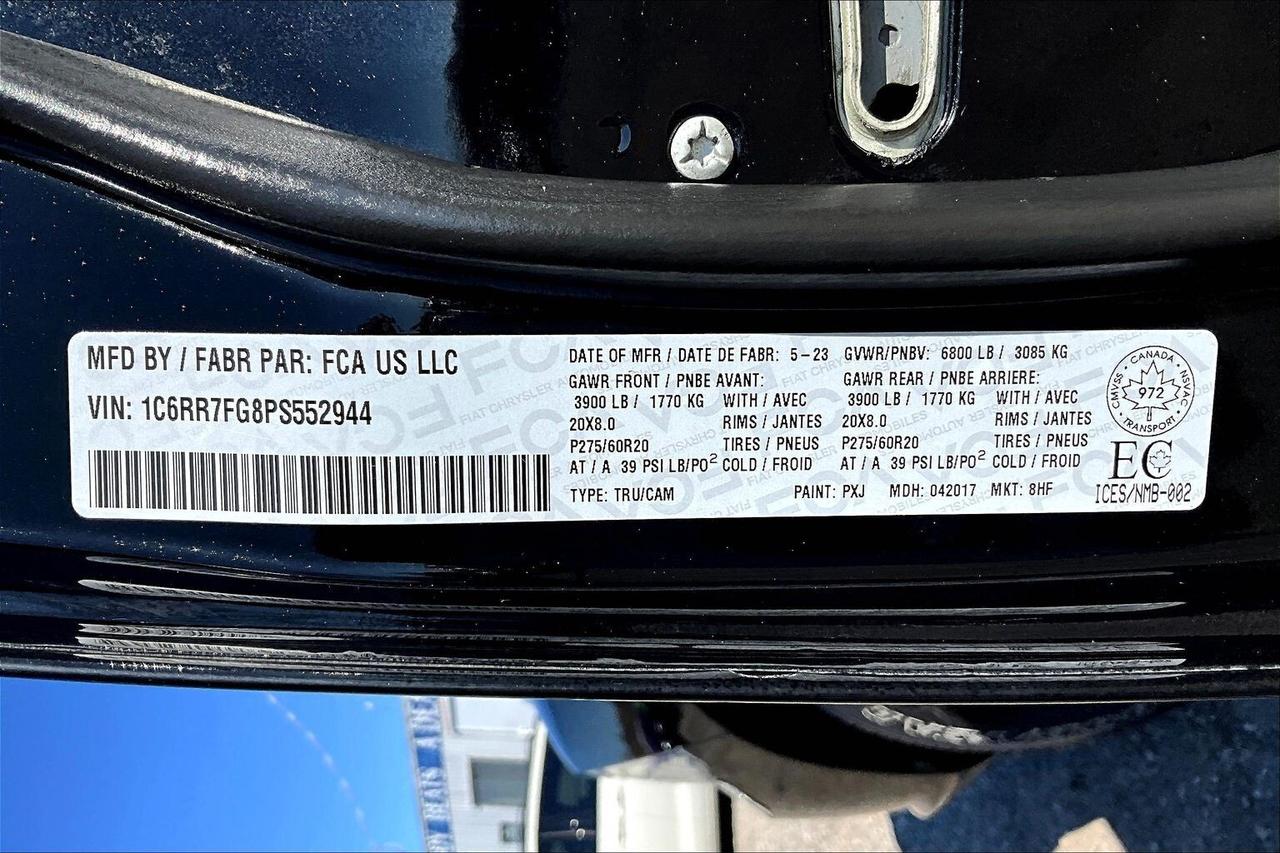 MFD BY / FABR PAR: FCA US LLC
VIN: 1C6RR7FG8PS552944
DATE OF MFR / DATE DE FABR: 5-23 GVWR/PNBV: 6800 LB / 3085 KG
GAWR FRONT / PNBE AVANT: GAWR REAR / PNBE ARRIERE:
3900 LB / 1770 KG WITH / AVEC 3900 LB / 1770 KG WITH / AVEC
20X8.0 RIMS / JANTES 20X8.0 RIMS / JANTES
P275/60R20 TIRES / PNEUS P275/60R20 TIRES / PNEUS
AT / A 39 PSI LB/PO² COLD / FROID AT / A 39 PSI LB/PO² COLD / FROID
TYPE: TRU/CAM PAINT: PXJ MDH: 042017 MKT: 8HF
CANADA
CMVSS 972 NSVAC
TRANSPORT
EC
ICES/NMB-002